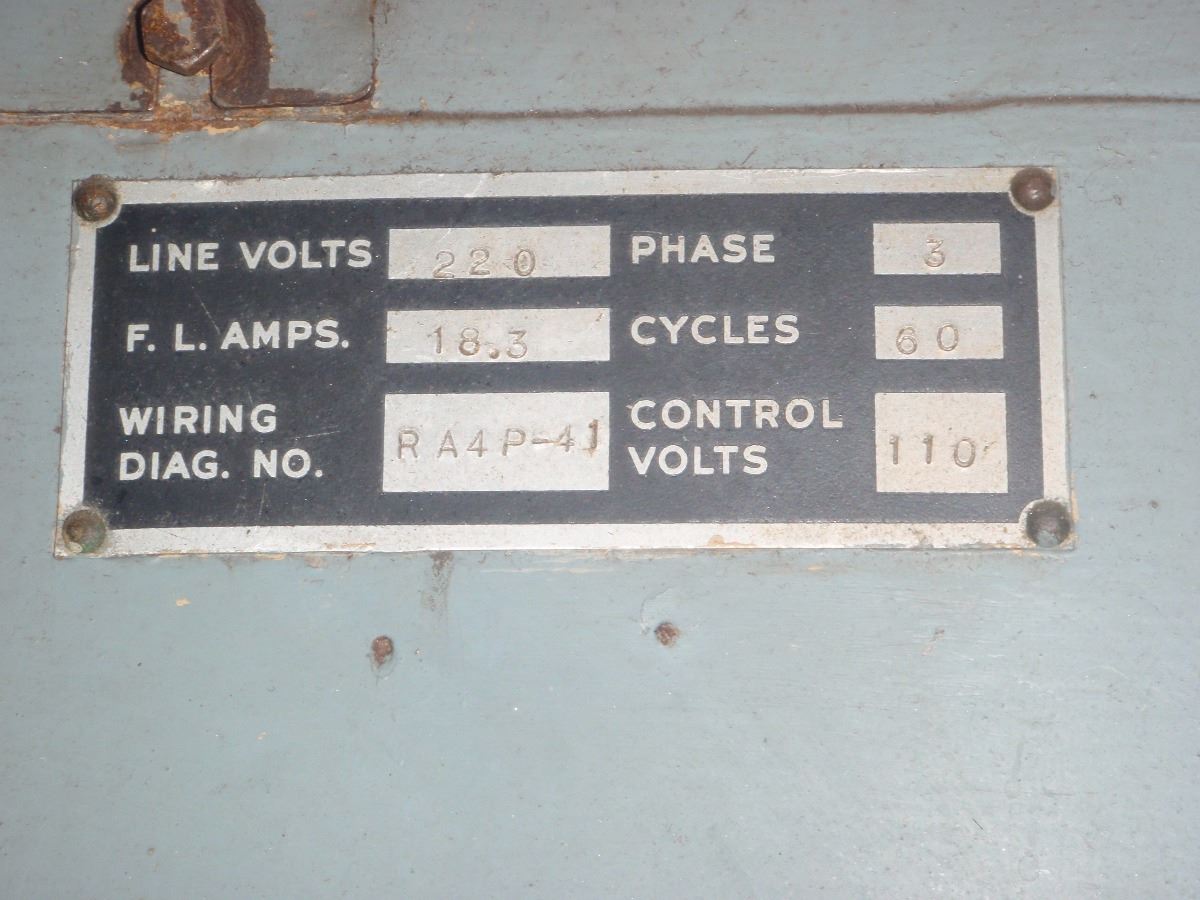 LINE VOLTS 220 PHASE 3
F. L. AMPS. 18.3 CYCLES 60
WIRING DIAG. NO. RA4P-41 CONTROL VOLTS 110